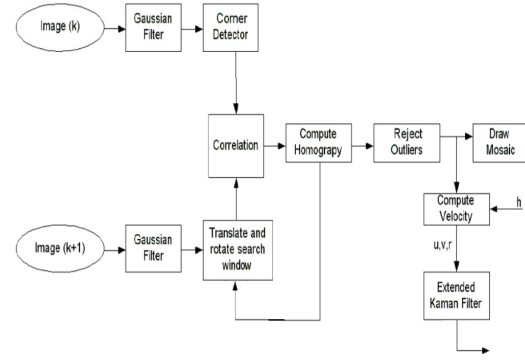 Image (k)
Gaussian
Filter
Corner
Detector
Correlation
Compute
Homograpy
Reject
Outliers
Draw
Mosaic
Compute
Velocity
h
u,v,r
Extended
Kaman Filter
Image (k+1)
Gaussian
Filter
Translate and
rotate search
window